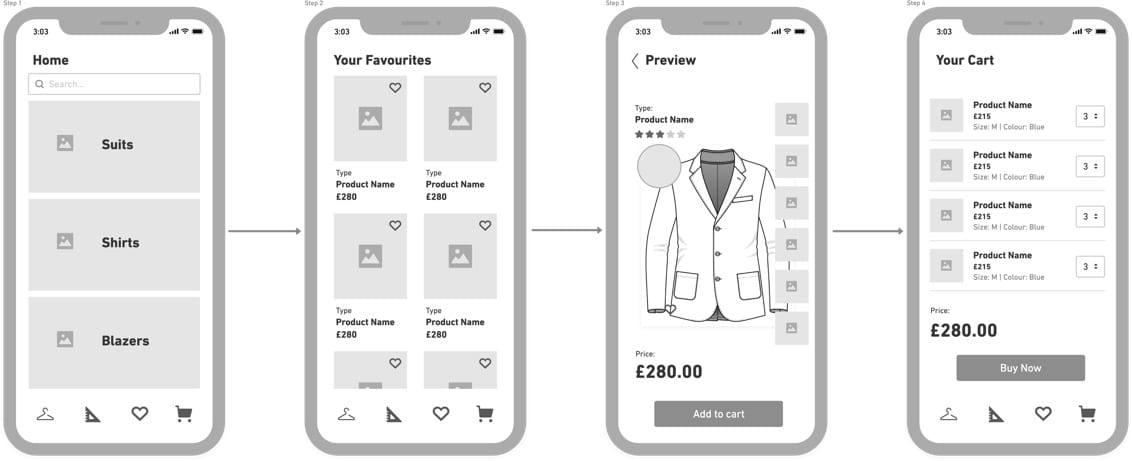 Step 1
3:03
Home
Search...
Suits
Shirts
Blazers
Step 2
3:03
Your Favourites
Type
Product Name
£280
Type
Product Name
£280
Type
Product Name
£280
Type
Product Name
£280
Step 3
3:03
Preview
Type:
Product Name
Price:
£280.00
Add to cart
Step 4
3:03
Your Cart
Product Name
£215
Size: M | Colour: Blue
3
Product Name
£215
Size: M | Colour: Blue
3
Product Name
£215
Size: M | Colour: Blue
3
Product Name
£215
Size: M | Colour: Blue
3
Price:
£280.00
Buy Now